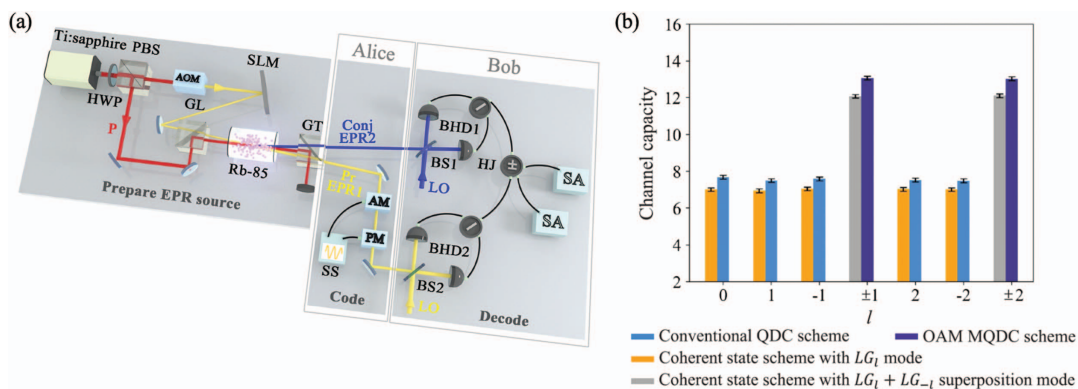 (a)
Ti:sapphire PBS
HWP
AOM
GL
SLM
P
Rb-85
GT
Prepare EPR source
Alice
Conj
EPR2
Pr
EPR1
AM
PM
SS
Code
Bob
BHD1
BS1
LO
HJ
±
SA
SA
BHD2
BS2
LO
Decode
(b)
Channel capacity
16
14
12
10
8
6
4
2
0 1 -1 ±1 2 -2 ±2
l
Conventional QDC scheme
OAM MQDC scheme
Coherent state scheme with LGₗ mode
Coherent state scheme with LGₗ + LG₋ₗ superposition mode